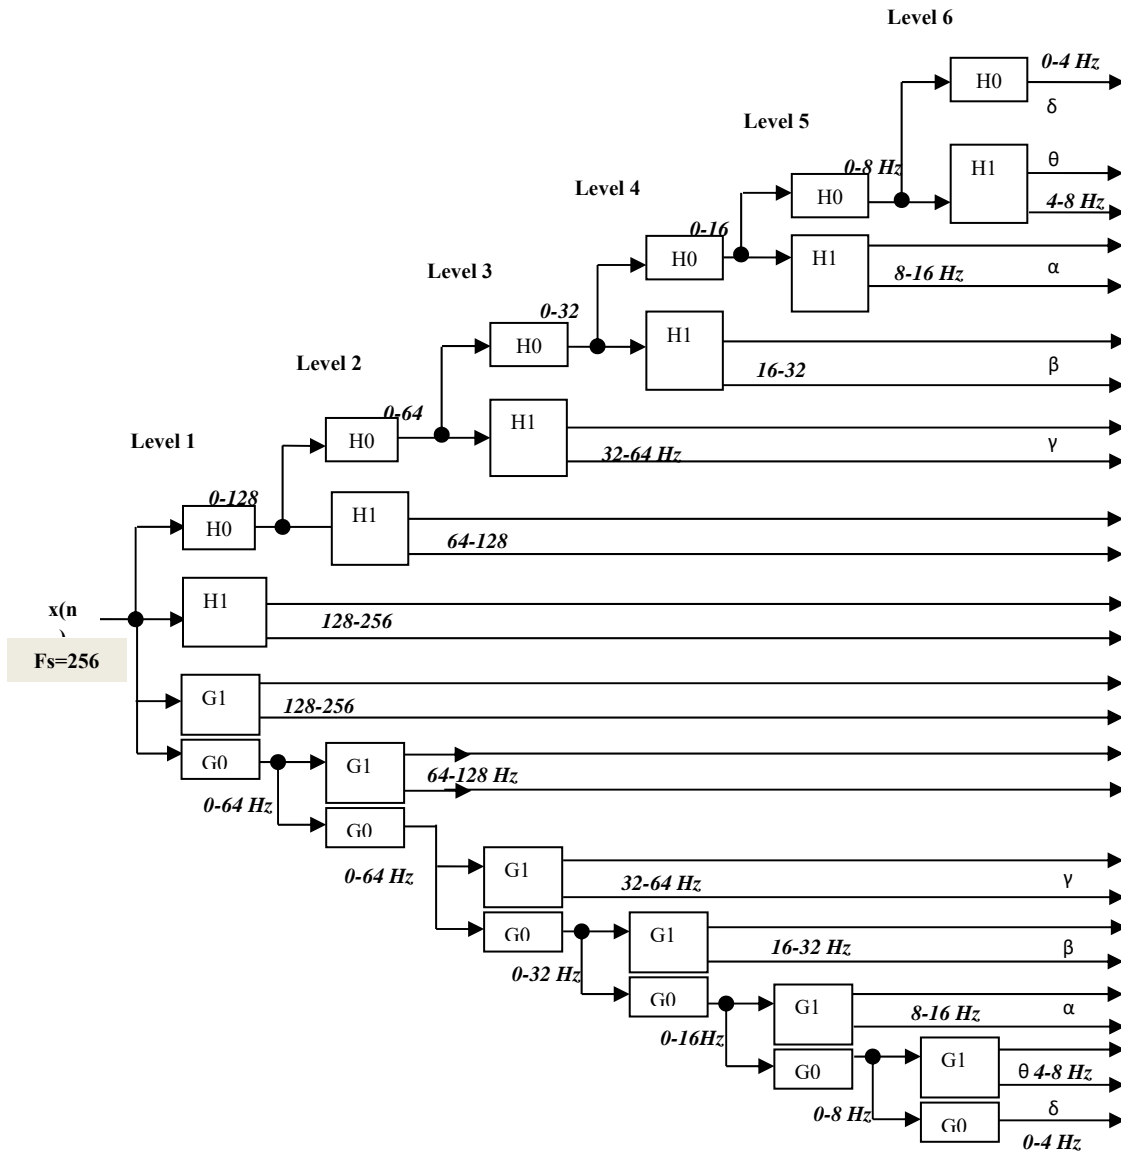 Level 6
0-4 Hz
H0
δ
Level 5
θ
0-8 Hz
H1
Level 4
H0
4-8 Hz
0-16
H0
H1
8-16 Hz
α
Level 3
0-32
H0
H1
16-32
β
Level 2
0-64
H0
H1
32-64 Hz
γ
Level 1
0-128
H0
H1
64-128
x(n
)
H1
128-256
Fs=256
G1
128-256
G0
G1
64-128 Hz
0-64 Hz
G0
0-64 Hz
G1
32-64 Hz
γ
G0
G1
16-32 Hz
β
0-32 Hz
G0
G1
8-16 Hz
α
0-16Hz
G0
G1
θ 4-8 Hz
0-8 Hz
G0
δ
0-4 Hz